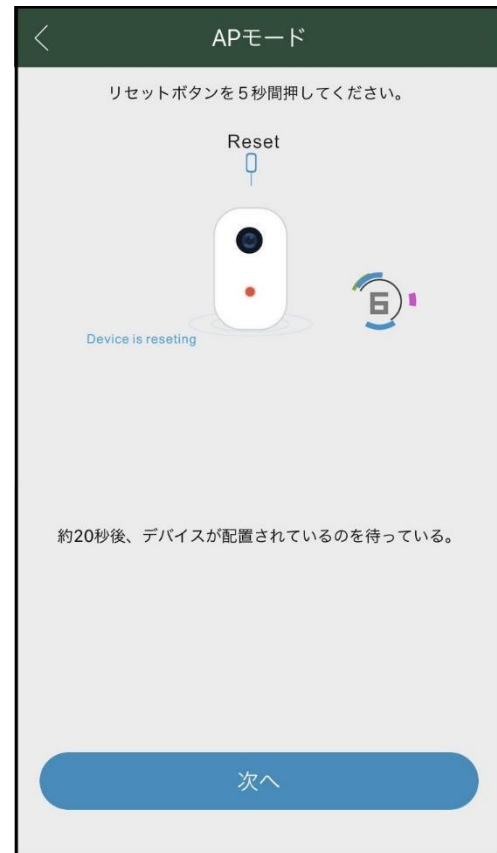 APモード
リセットボタンを5秒間押してください。
Reset
6
Device is reseting
約20秒後、デバイスが配置されているのを待っている。
次へ